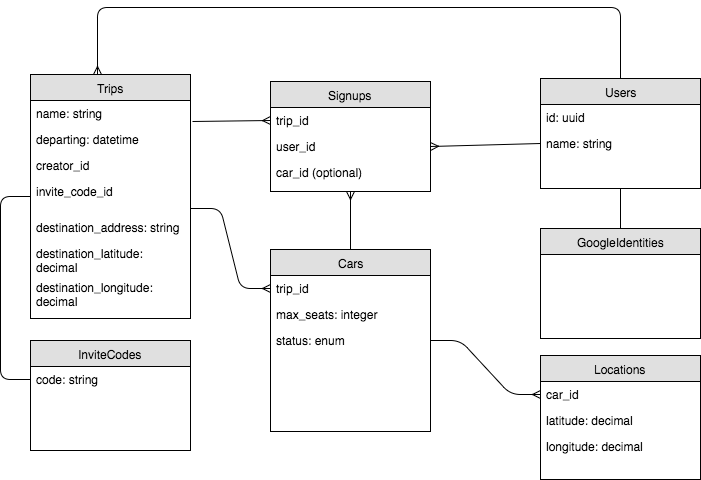 Trips
name: string
departing: datetime
creator_id
invite_code_id
destination_address: string
destination_latitude:
decimal
destination_longitude:
decimal
InviteCodes
code: string
Signups
trip_id
user_id
car_id (optional)
Cars
trip_id
max_seats: integer
status: enum
Users
id: uuid
name: string
GoogleIdentities
Locations
car_id
latitude: decimal
longitude: decimal